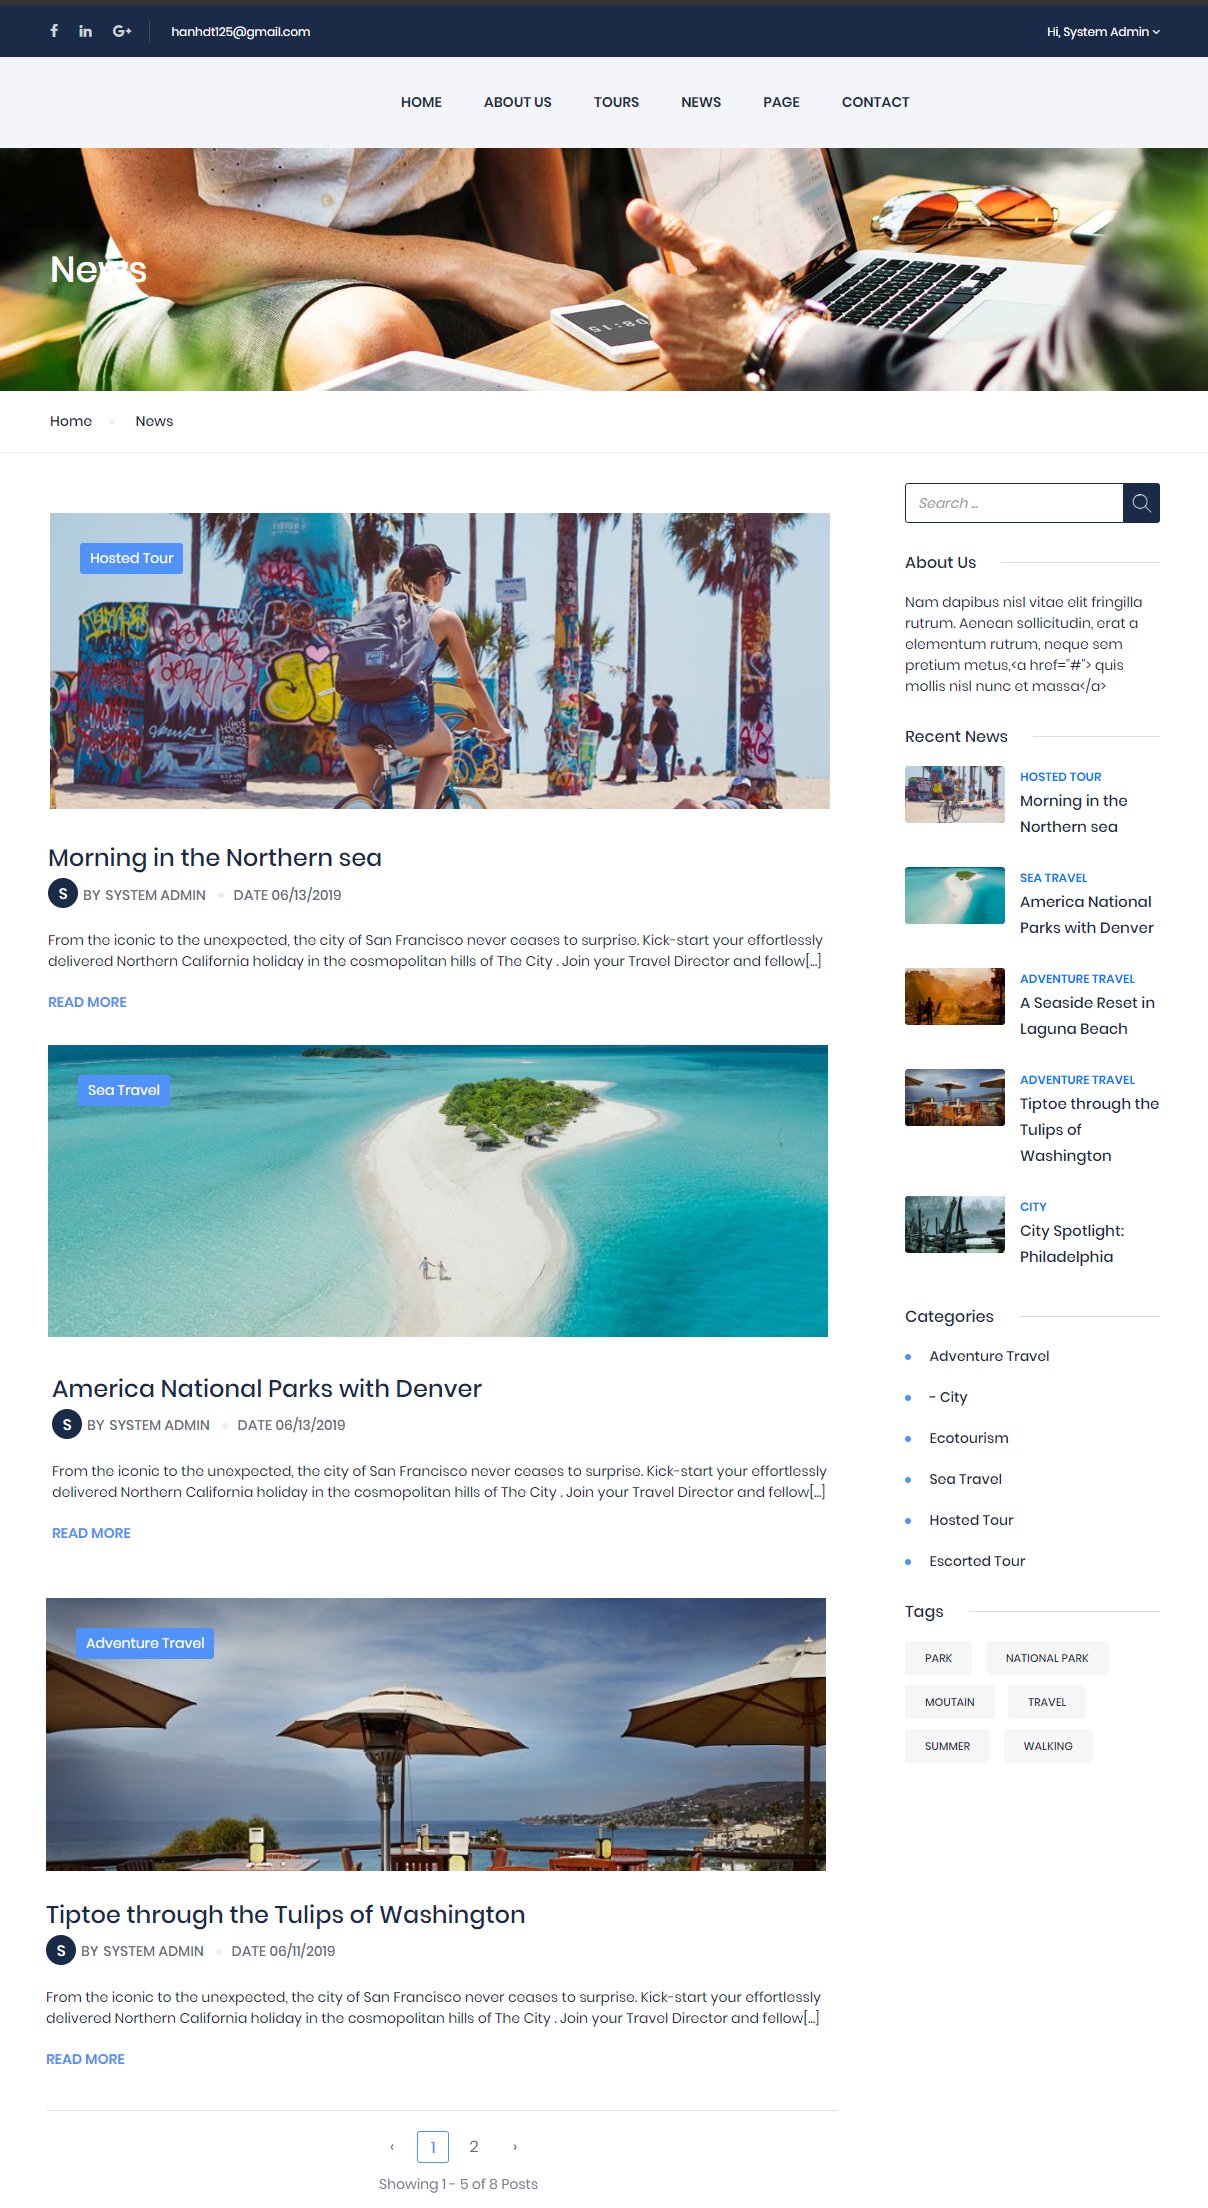 hanhdt125@gmail.com
Hi, System Admin
HOME ABOUT US TOURS NEWS PAGE CONTACT
News
08:15
Home News
Hosted Tour
Morning in the Northern sea
S BY SYSTEM ADMIN DATE 06/13/2019
From the iconic to the unexpected, the city of San Francisco never ceases to surprise. Kick-start your effortlessly
delivered Northern California holiday in the cosmopolitan hills of The City . Join your Travel Director and fellow[...]
READ MORE
Sea Travel
America National Parks with Denver
S BY SYSTEM ADMIN DATE 06/13/2019
From the iconic to the unexpected, the city of San Francisco never ceases to surprise. Kick-start your effortlessly
delivered Northern California holiday in the cosmopolitan hills of The City . Join your Travel Director and fellow[...]
READ MORE
Adventure Travel
Tiptoe through the Tulips of Washington
S BY SYSTEM ADMIN DATE 06/11/2019
From the iconic to the unexpected, the city of San Francisco never ceases to surprise. Kick-start your effortlessly
delivered Northern California holiday in the cosmopolitan hills of The City . Join your Travel Director and fellow[...]
READ MORE
‹ 1 2 ›
Showing 1 - 5 of 8 Posts
Search ...
About Us
Nam dapibus nisl vitae elit fringilla
rutrum. Aenean sollicitudin, erat a
elementum rutrum, neque sem
pretium metus,<a href="#"> quis
mollis nisl nunc et massa</a>
Recent News
HOSTED TOUR
Morning in the
Northern sea
SEA TRAVEL
America National
Parks with Denver
ADVENTURE TRAVEL
A Seaside Reset in
Laguna Beach
ADVENTURE TRAVEL
Tiptoe through the
Tulips of
Washington
CITY
City Spotlight:
Philadelphia
Categories
Adventure Travel
- City
Ecotourism
Sea Travel
Hosted Tour
Escorted Tour
Tags
PARK NATIONAL PARK
MOUTAIN TRAVEL
SUMMER WALKING